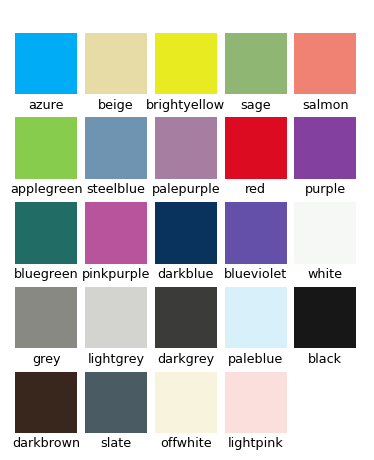 azure beige brightyellow sage salmon
applegreen steelblue palepurple red purple
bluegreen pinkpurple darkblue blueviolet white
grey lightgrey darkgrey paleblue black
darkbrown slate offwhite lightpink